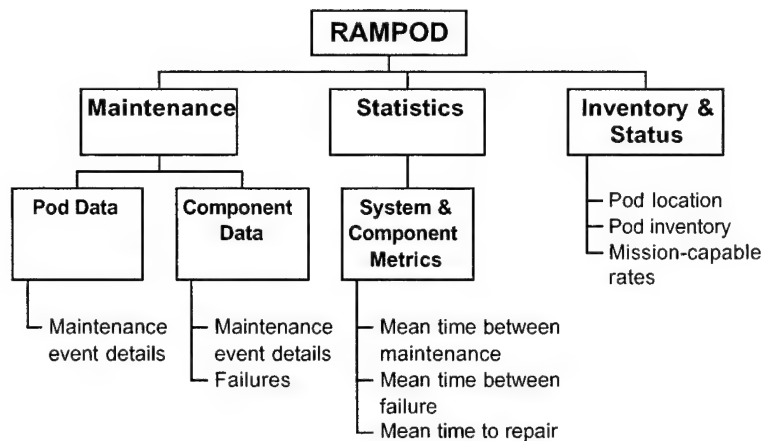 RAMPOD
Maintenance
Statistics
Inventory &
Status
Pod Data
Component
Data
System &
Component
Metrics
Pod location
Pod inventory
Mission-capable
rates
Maintenance
event details
Maintenance
event details
Failures
Mean time between
maintenance
Mean time between
failure
Mean time to repair